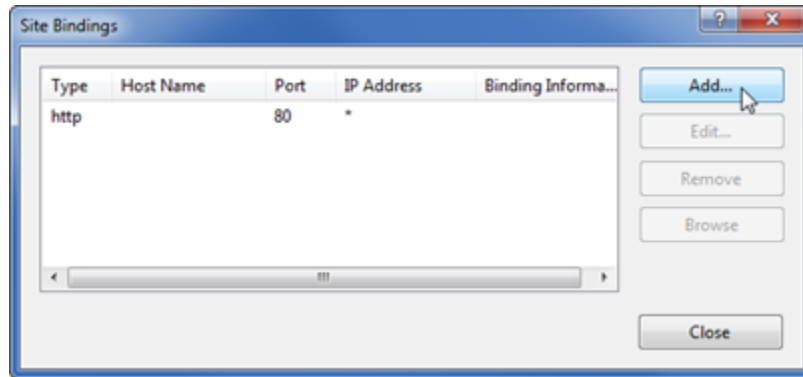 Site Bindings
Type Host Name Port IP Address Binding Informa...
http 80 *
Add...
Edit...
Remove
Browse
Close